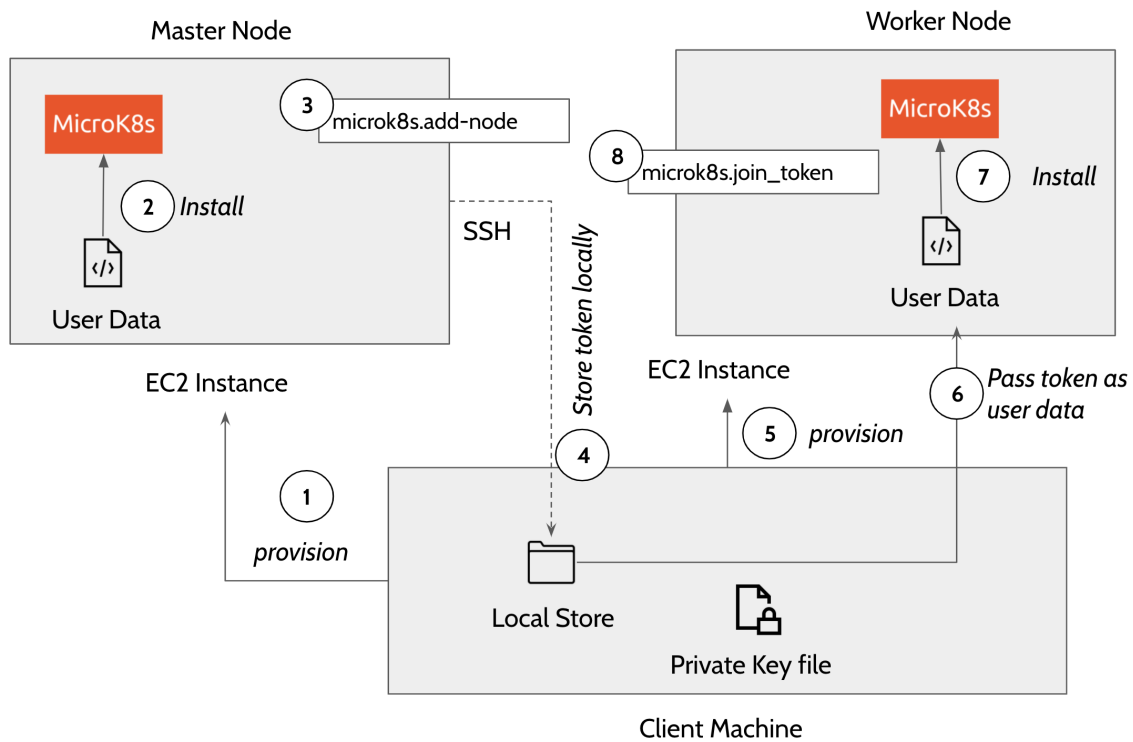 Master Node
MicroK8s
3
microk8s.add-node
2
Install
</>
User Data
SSH
Store token locally
EC2 Instance
Worker Node
MicroK8s
8
microk8s.join_token
7
Install
</>
User Data
EC2 Instance
6
Pass token as
user data
5
provision
4
1
provision
Local Store
Private Key file
Client Machine